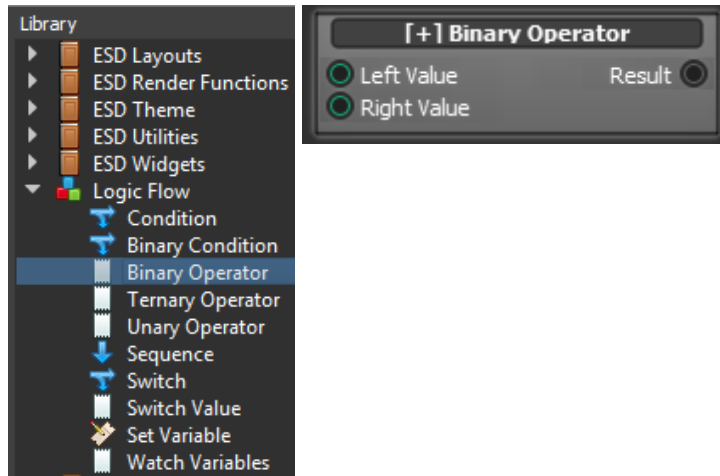 Library
ESD Layouts
ESD Render Functions
ESD Theme
ESD Utilities
ESD Widgets
Logic Flow
Condition
Binary Condition
Binary Operator
Ternary Operator
Unary Operator
Sequence
Switch
Switch Value
Set Variable
Watch Variables
[+] Binary Operator
Left Value Result
Right Value